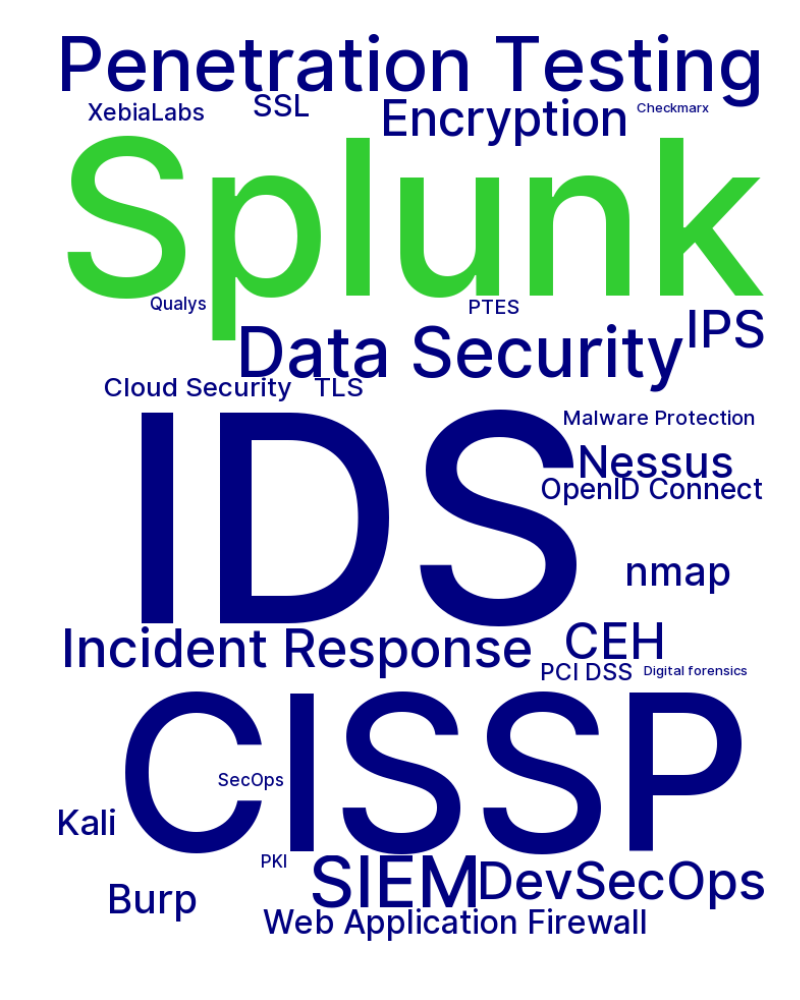 Penetration Testing
XebiaLabs
SSL
Encryption
Checkmarx
Splunk
Qualys
PTES
IPS
Data Security
Cloud Security
TLS
IDS
Malware Protection
Nessus
OpenID Connect
nmap
Incident Response
CEH
PCI DSS
Digital forensics
CISSP
SecOps
Kali
PKI
SIEM
DevSecOps
Burp
Web Application Firewall